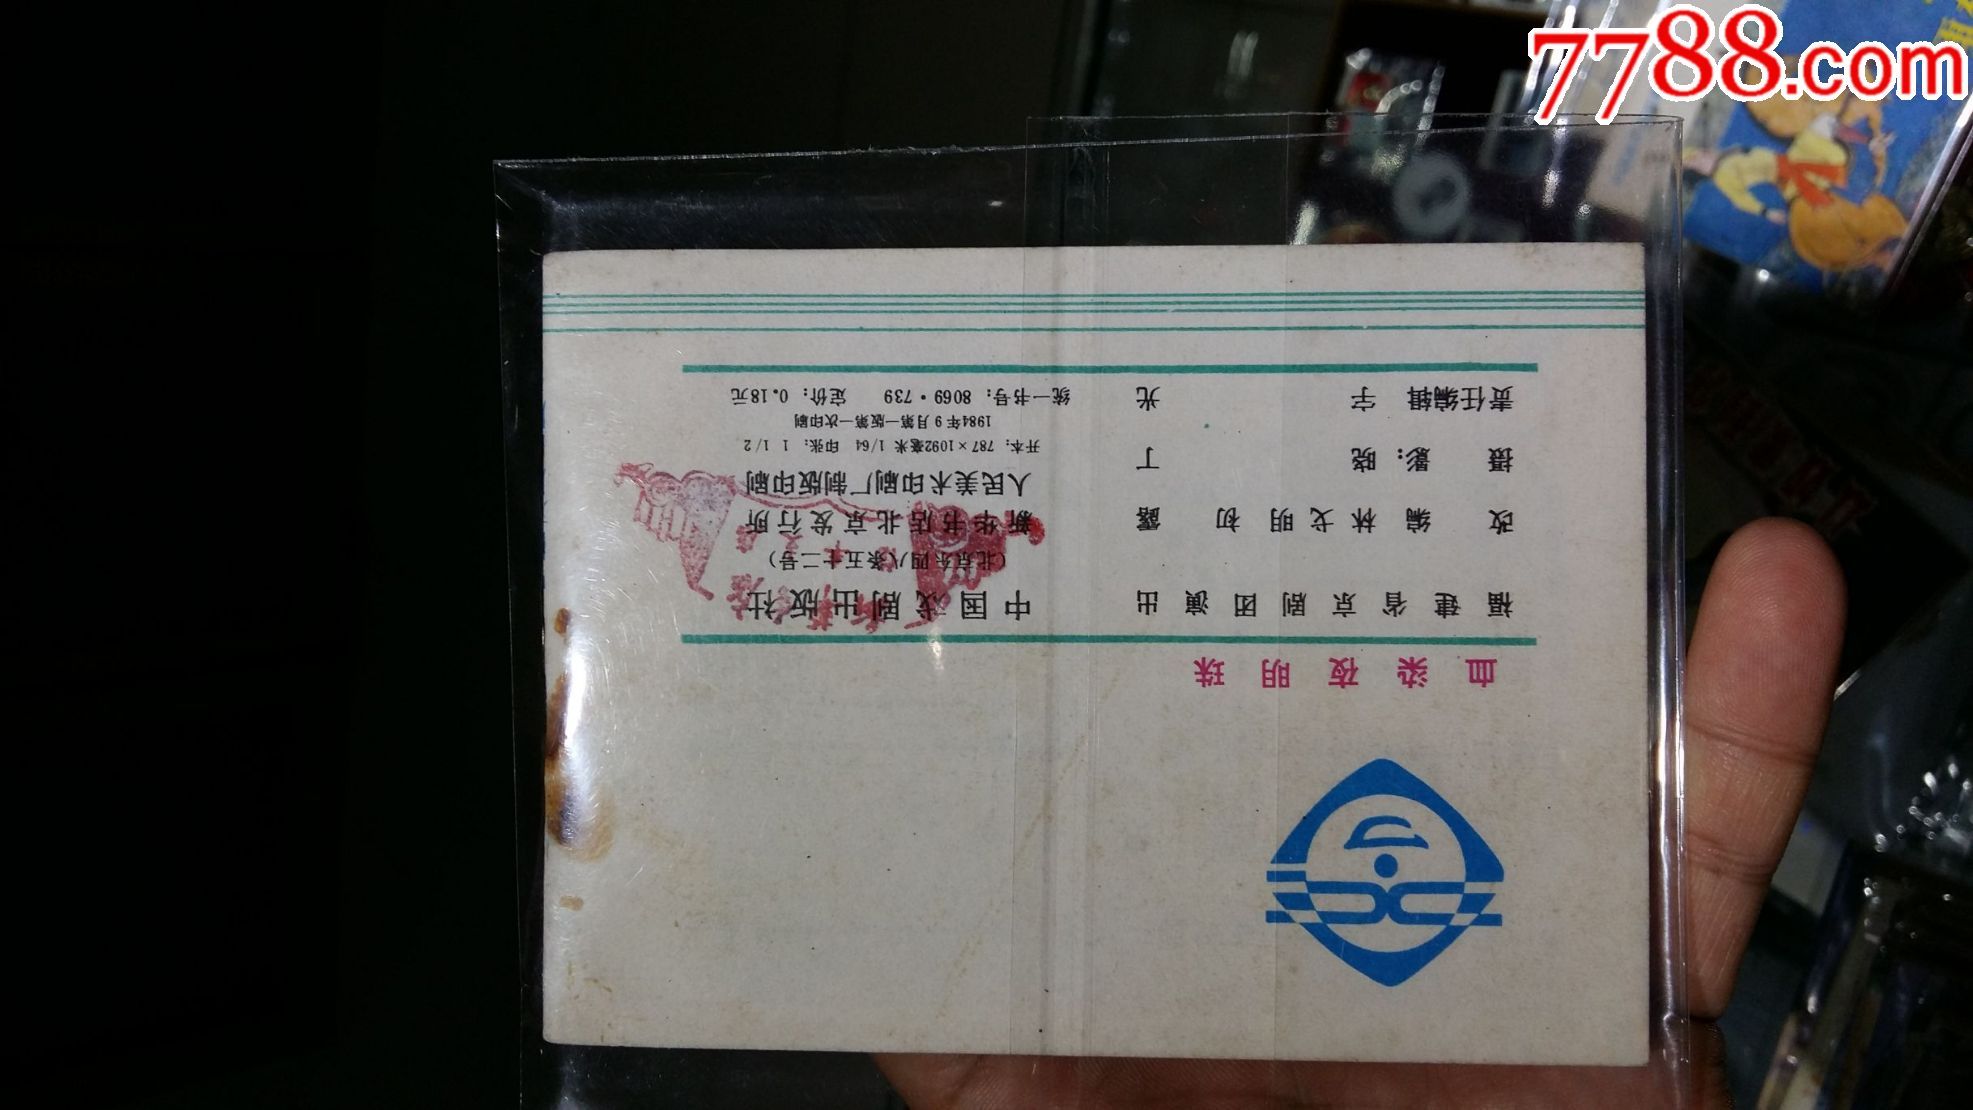 7788.com
血染夜明珠
福建省京剧团演出
改编 林戈 明初 露
摄影：晓丁
责任编辑 宇光
中国戏剧出版社
（北京东四八条五十二号）
新华书店北京发行所
人民美术印刷厂制版印刷
开本：787×1092毫米 1/64 印张：1 1/2
1984年9月第一版第一次印刷
统一书号：8069·739 定价：0.18元